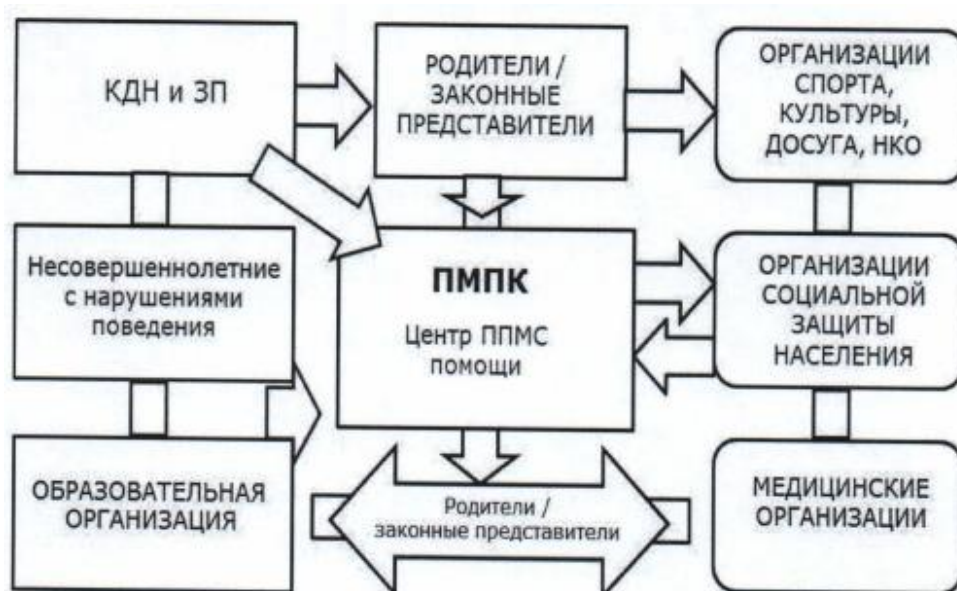 КДН и ЗП
РОДИТЕЛИ /
ЗАКОННЫЕ
ПРЕДСТАВИТЕЛИ
ОРГАНИЗАЦИИ
СПОРТА,
КУЛЬТУРЫ,
ДОСУГА, НКО
Несовершеннолетние
с нарушениями
поведения
ПМПК
Центр ППМС
помощи
ОРГАНИЗАЦИИ
СОЦИАЛЬНОЙ
ЗАЩИТЫ
НАСЕЛЕНИЯ
ОБРАЗОВАТЕЛЬНАЯ
ОРГАНИЗАЦИЯ
Родители /
законные представители
МЕДИЦИНСКИЕ
ОРГАНИЗАЦИИ